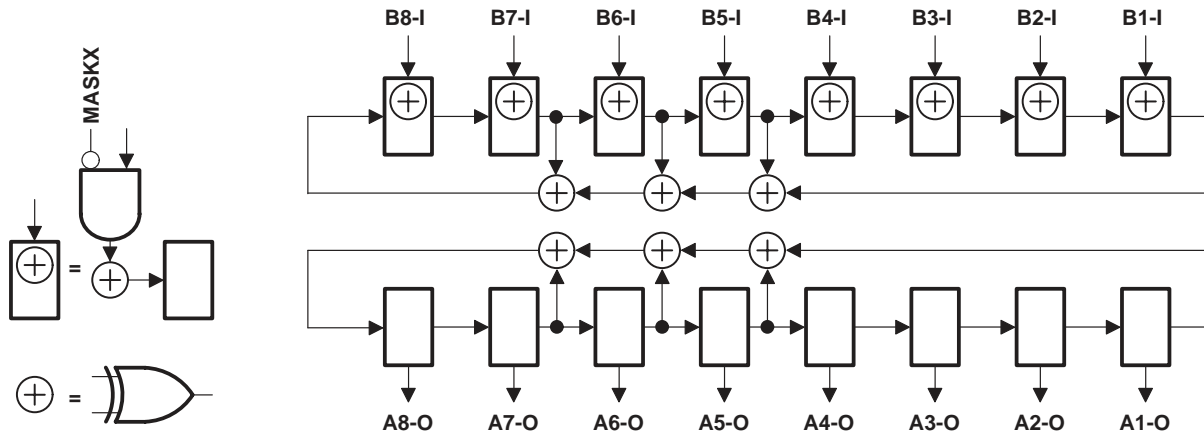 B8-I B7-I B6-I B5-I B4-I B3-I B2-I B1-I
MASKX
=
=
A8-O A7-O A6-O A5-O A4-O A3-O A2-O A1-O